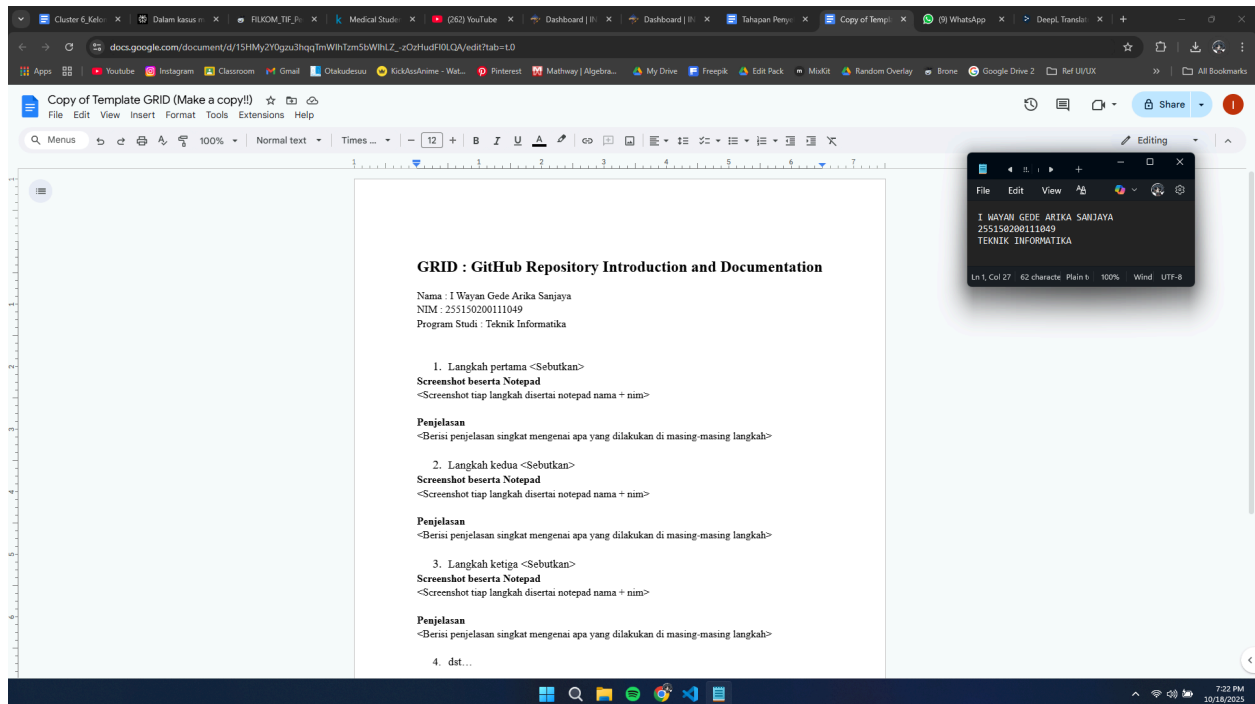 Cluster 6_Kelo
Dalam kasus m
FILKOM_TIF_Pe
Medical Studen
(262) YouTube
Dashboard | IN
Dashboard | IN
Tahapan Penye
Copy of Templ
(9) WhatsApp
DeepL Translat
docs.google.com/document/d/
Apps
Youtube
Instagram
Classroom
Gmail
Otakudesuu
KickAssAnime - Wat...
Pinterest
Mathway | Algebra...
My Drive
Freepik
Edit Pack
MixKit
Random Overlay
Brone
Google Drive 2
Ref UI/UX
All Bookmarks
Copy of Template GRID (Make a copy!!)
File Edit View Insert Format Tools Extensions Help
Share
I
Menus
100%
Normal text
Times ...
12
B I U A
Editing
File Edit View
I WAYAN GEDE ARIKA SANJAYA
255150200111049
TEKNIK INFORMATIKA
Ln 1, Col 27
62 characte
Plain t
100%
Wind
UTF-8
GRID : GitHub Repository Introduction and Documentation
Nama : I Wayan Gede Arika Sanjaya
NIM : 255150200111049
Program Studi : Teknik Informatika
1. Langkah pertama <Sebutkan>
Screenshot beserta Notepad
<Screenshot tiap langkah disertai notepad nama + nim>
Penjelasan
<Berisi penjelasan singkat mengenai apa yang dilakukan di masing-masing langkah>
2. Langkah kedua <Sebutkan>
Screenshot beserta Notepad
<Screenshot tiap langkah disertai notepad nama + nim>
Penjelasan
<Berisi penjelasan singkat mengenai apa yang dilakukan di masing-masing langkah>
3. Langkah ketiga <Sebutkan>
Screenshot beserta Notepad
<Screenshot tiap langkah disertai notepad nama + nim>
Penjelasan
<Berisi penjelasan singkat mengenai apa yang dilakukan di masing-masing langkah>
4. dst…
7:22 PM
10/18/2025